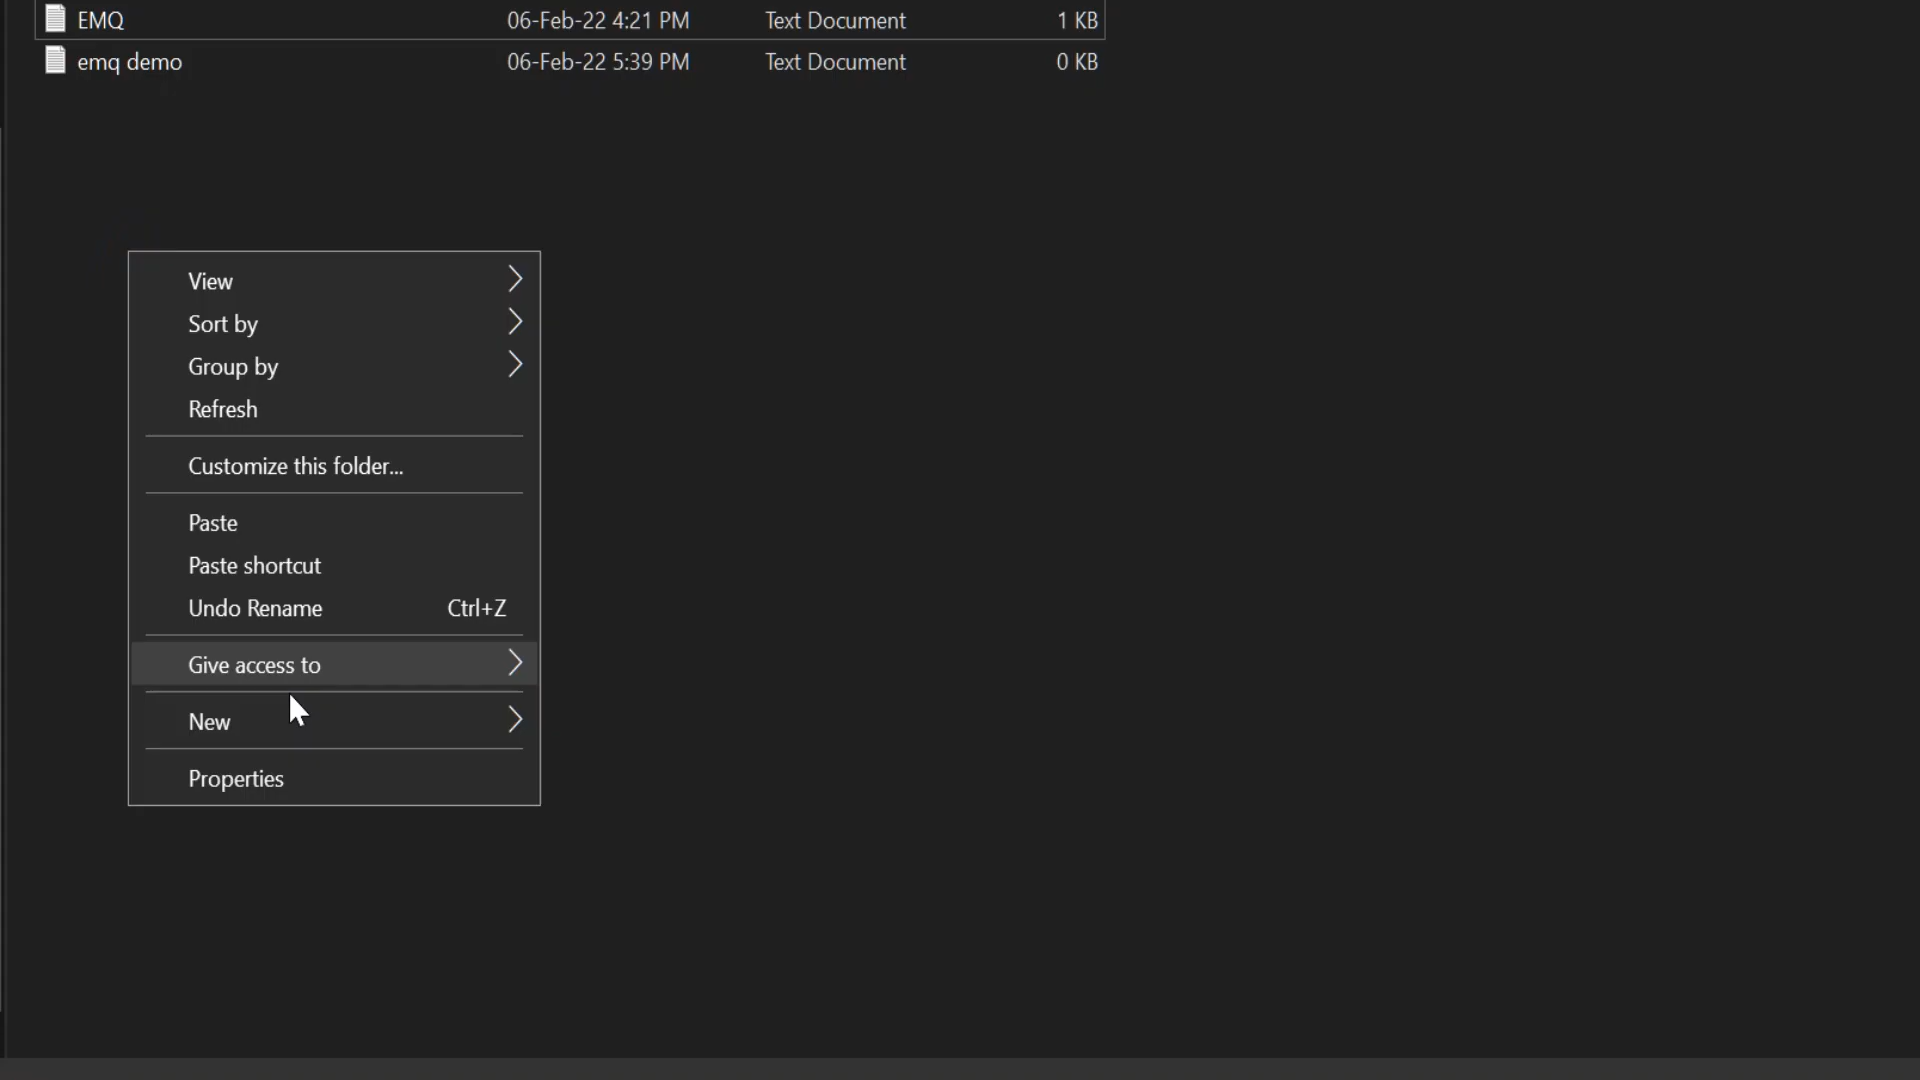 EMQ 06-Feb-22 4:21 PM Text Document 1 KB
emq demo 06-Feb-22 5:39 PM Text Document 0 KB
View
Sort by
Group by
Refresh
Customize this folder...
Paste
Paste shortcut
Undo Rename Ctrl+Z
Give access to
New
Properties